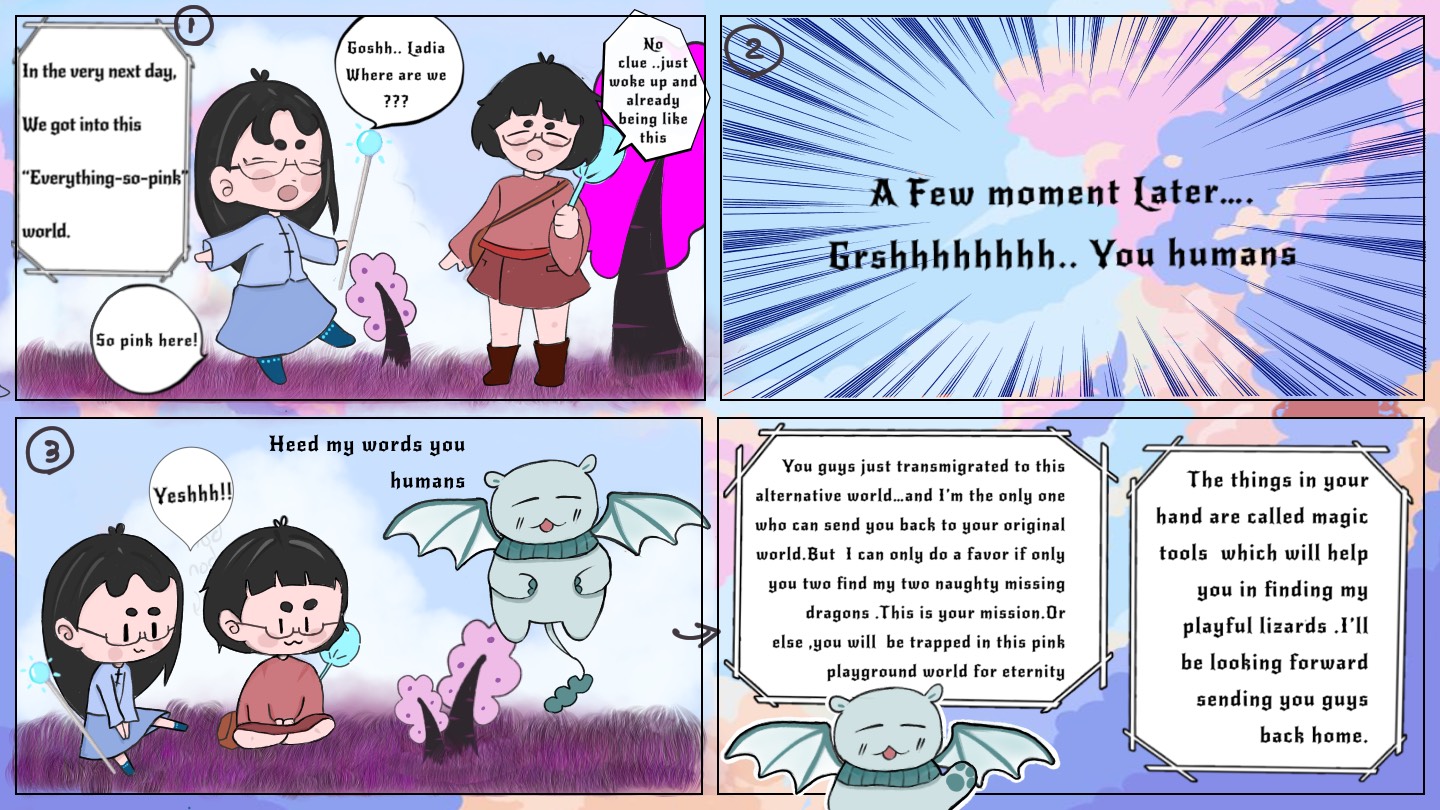 1
In the very next day,
We got into this
“Everything-so-pink”
world.
Goshh.. Ladia
Where are we
???
No
clue ..just
woke up and
already
being like
this
So pink here!
2
A Few moment Later....
Grshhhhhhhh.. You humans
3
Heed my words you
humans
Yeshhh!!
You guys just transmigrated to this
alternative world...and I'm the only one
who can send you back to your original
world.But I can only do a favor if only
you two find my two naughty missing
dragons .This is your mission.Or
else ,you will be trapped in this pink
playground world for eternity
The things in your
hand are called magic
tools which will help
you in finding my
playful lizards .I'll
be looking forward
sending you guys
back home.